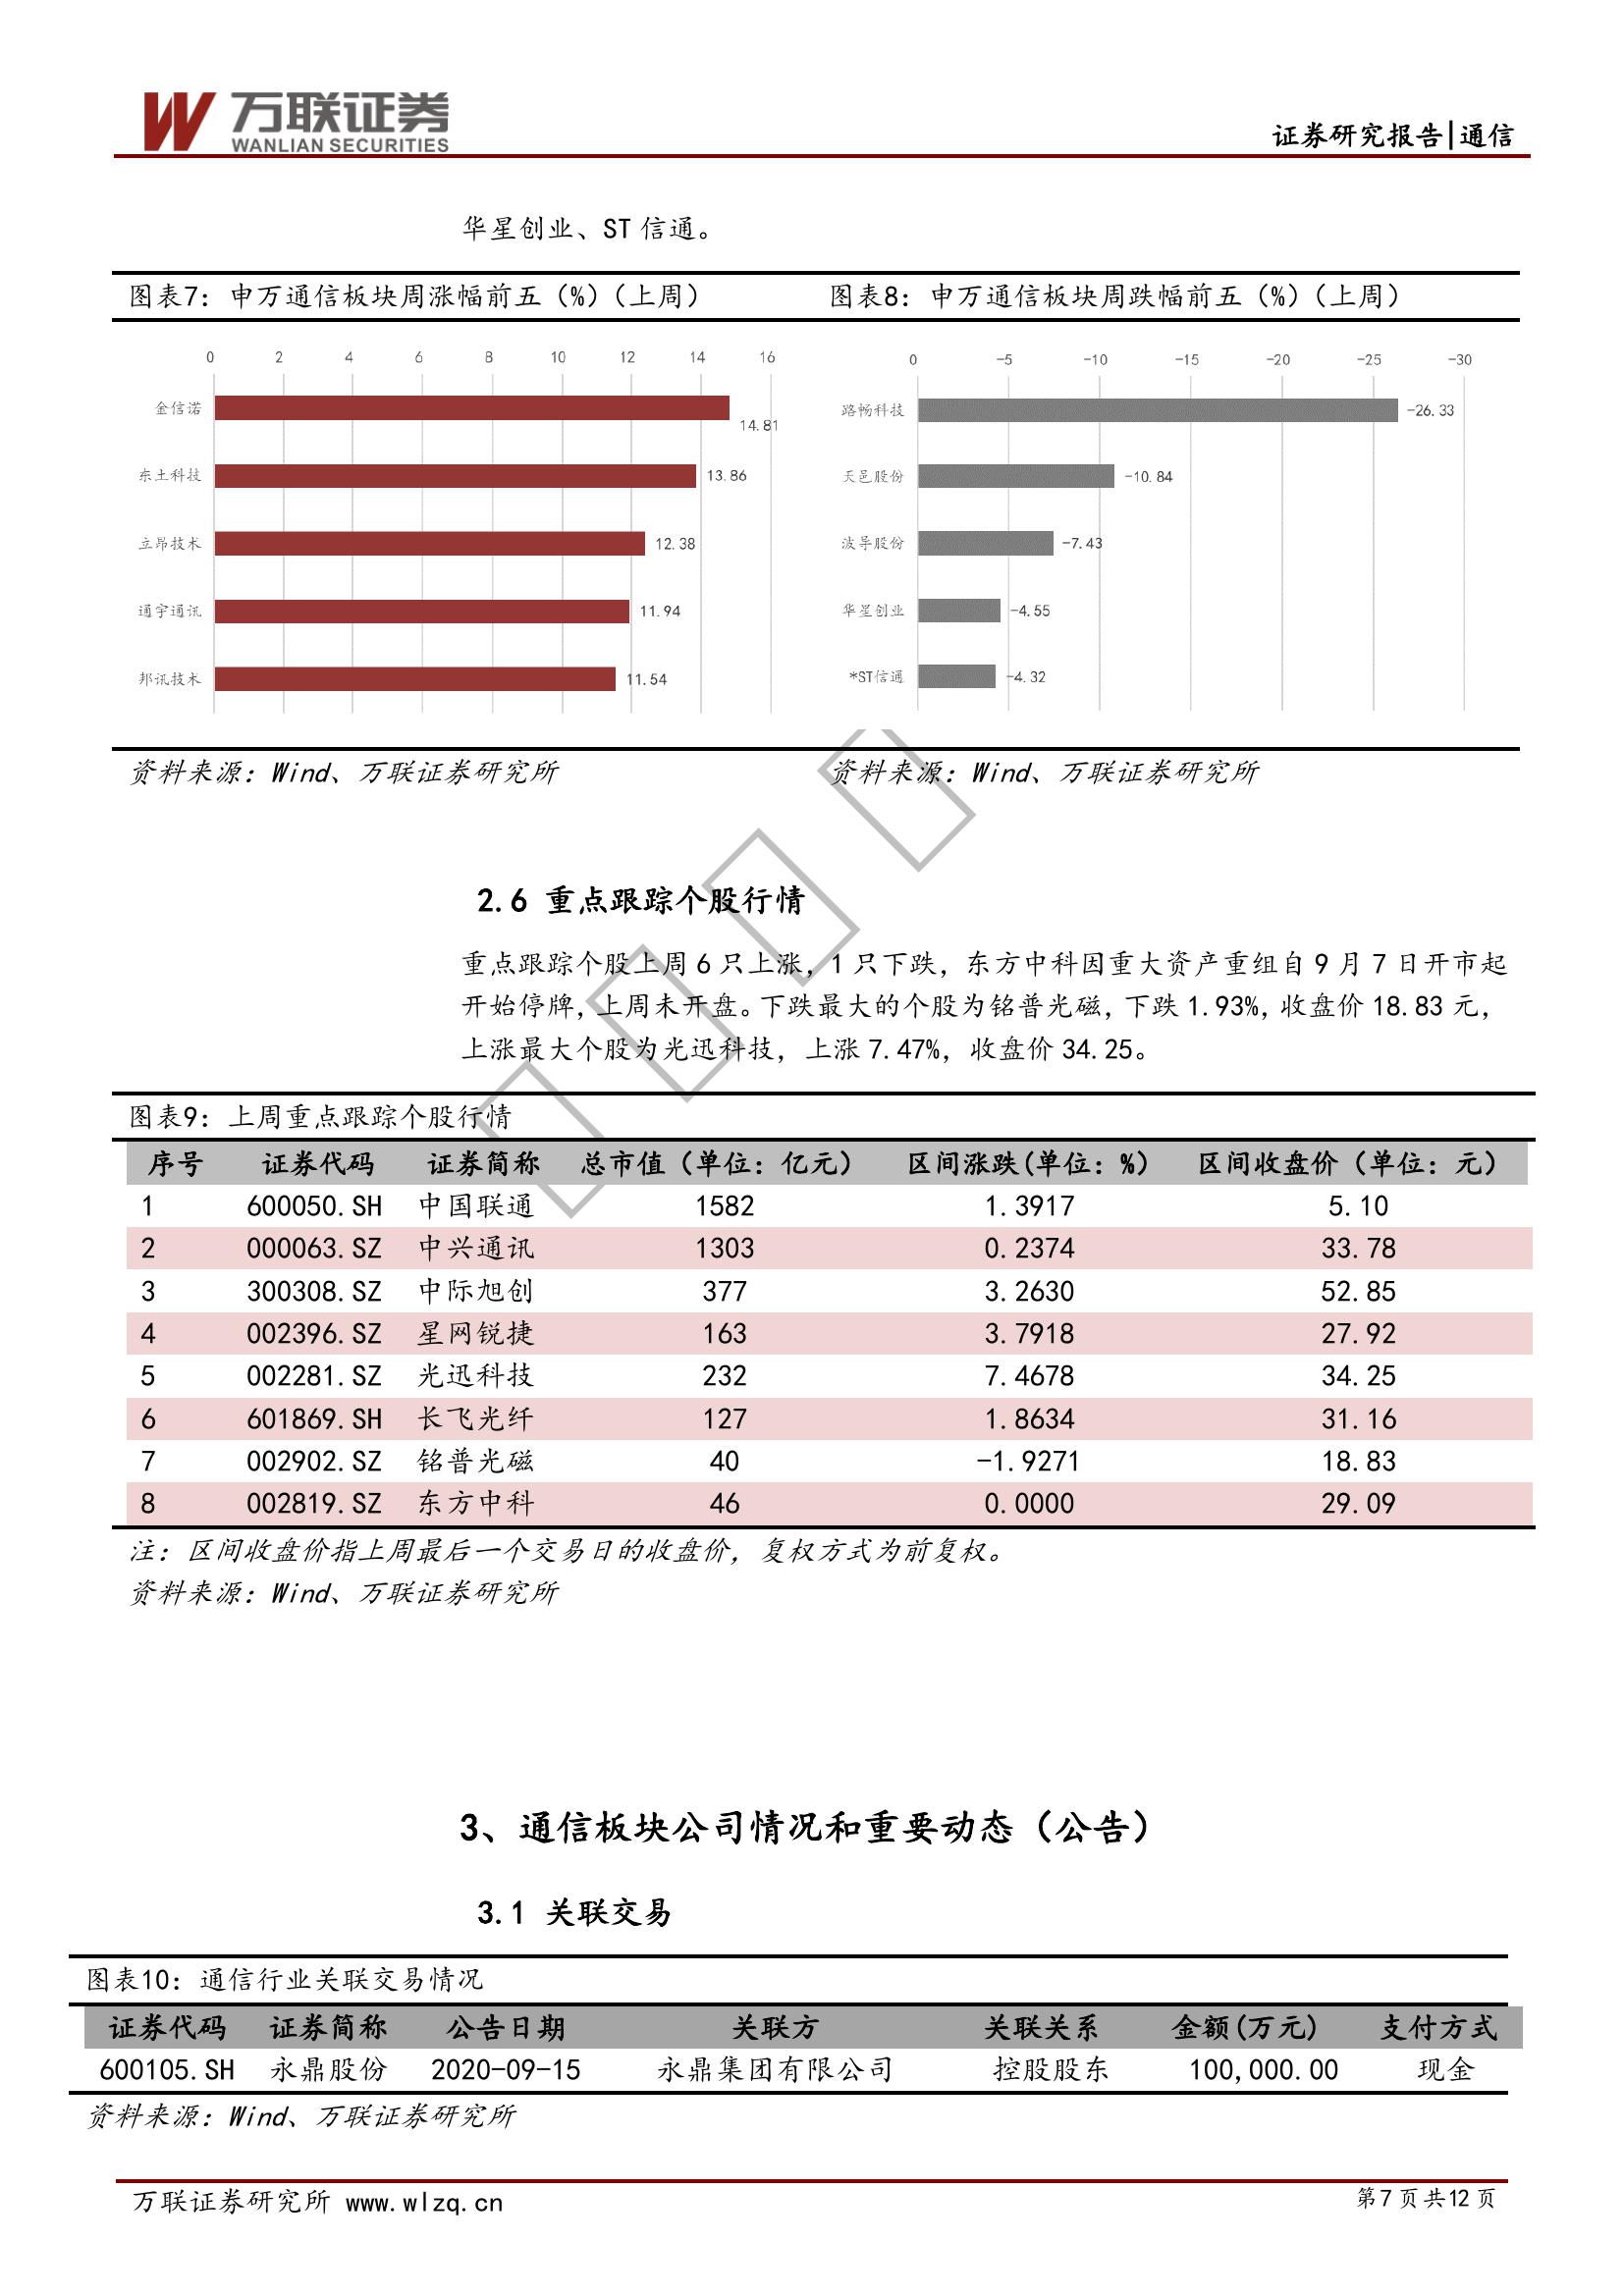 万联证券
WANLIAN SECURITIES
证券研究报告|通信
华星创业、ST 信通。
图表7：申万通信板块周涨幅前五（%）（上周）
0 2 4 6 8 10 12 14 16
金信诺 14.81
东土科技 13.86
立昂技术 12.38
通宇通讯 11.94
邦讯技术 11.54
资料来源：Wind、万联证券研究所
图表8：申万通信板块周跌幅前五（%）（上周）
0 -5 -10 -15 -20 -25 -30
路畅科技 -26.33
天邑股份 -10.84
波导股份 -7.43
华星创业 -4.55
*ST信通 -4.32
资料来源：Wind、万联证券研究所
2.6 重点跟踪个股行情
重点跟踪个股上周 6 只上涨，1 只下跌，东方中科因重大资产重组自 9 月 7 日开市起
开始停牌，上周未开盘。下跌最大的个股为铭普光磁，下跌 1.93%，收盘价 18.83 元，
上涨最大个股为光迅科技，上涨 7.47%，收盘价 34.25。
图表9：上周重点跟踪个股行情
序号 证券代码 证券简称 总市值（单位：亿元） 区间涨跌(单位：%) 区间收盘价（单位：元）
1 600050.SH 中国联通 1582 1.3917 5.10
2 000063.SZ 中兴通讯 1303 0.2374 33.78
3 300308.SZ 中际旭创 377 3.2630 52.85
4 002396.SZ 星网锐捷 163 3.7918 27.92
5 002281.SZ 光迅科技 232 7.4678 34.25
6 601869.SH 长飞光纤 127 1.8634 31.16
7 002902.SZ 铭普光磁 40 -1.9271 18.83
8 002819.SZ 东方中科 46 0.0000 29.09
注：区间收盘价指上周最后一个交易日的收盘价，复权方式为前复权。
资料来源：Wind、万联证券研究所
3、通信板块公司情况和重要动态（公告）
3.1 关联交易
图表10：通信行业关联交易情况
证券代码 证券简称 公告日期 关联方 关联关系 金额(万元) 支付方式
600105.SH 永鼎股份 2020-09-15 永鼎集团有限公司 控股股东 100,000.00 现金
资料来源：Wind、万联证券研究所
万联证券研究所 www.wlzq.cn
第7 页 共12 页